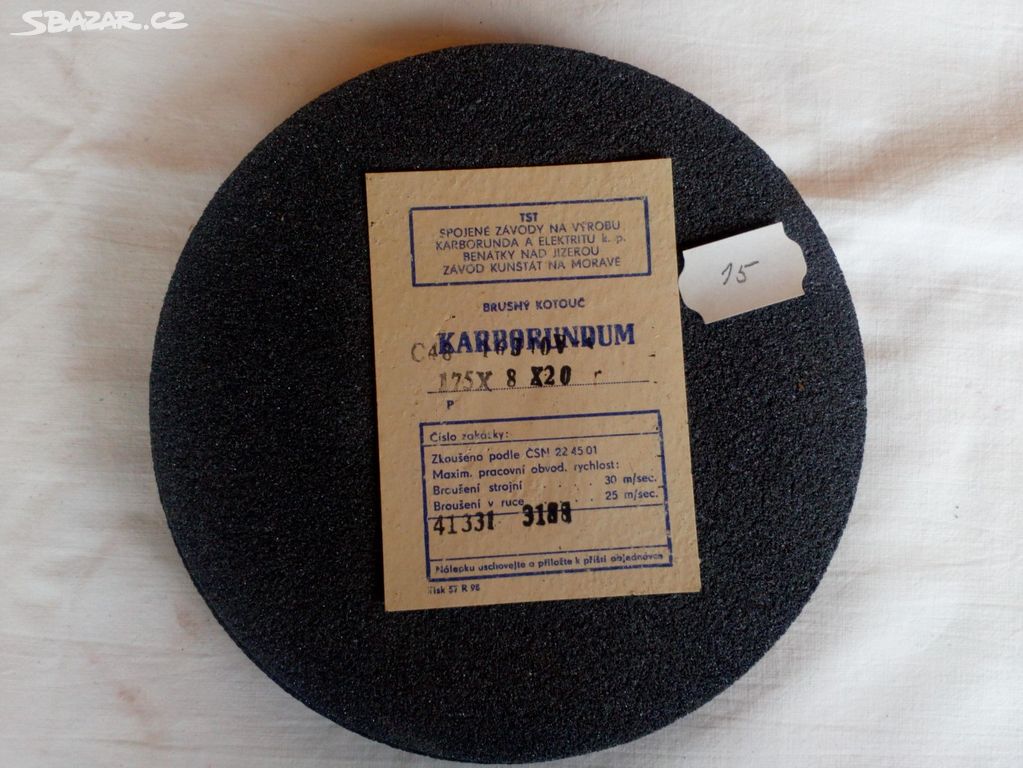 SBAZAR.CZ
TST
SPOJENÉ ZÁVODY NA VÝROBU
KARBORUNDA A ELEKTRITU k. p.
BENÁTKY NAD JIZEROU
ZÁVOD KUNŠTÁT NA MORAVĚ
15
BRUSNÝ KOTOUČ
KARBORUNDUM
175X 8 X20
P
Číslo zakázky:
Zkoušeno podle ČSN 22 45 01
Maxim. pracovní obvod. rychlost:
Broušení strojní 30 m/sec.
Broušení v ruce 25 m/sec.
41331
Nálepku uschovejte a přiložte k příští objednávce
Tisk 57 R 98